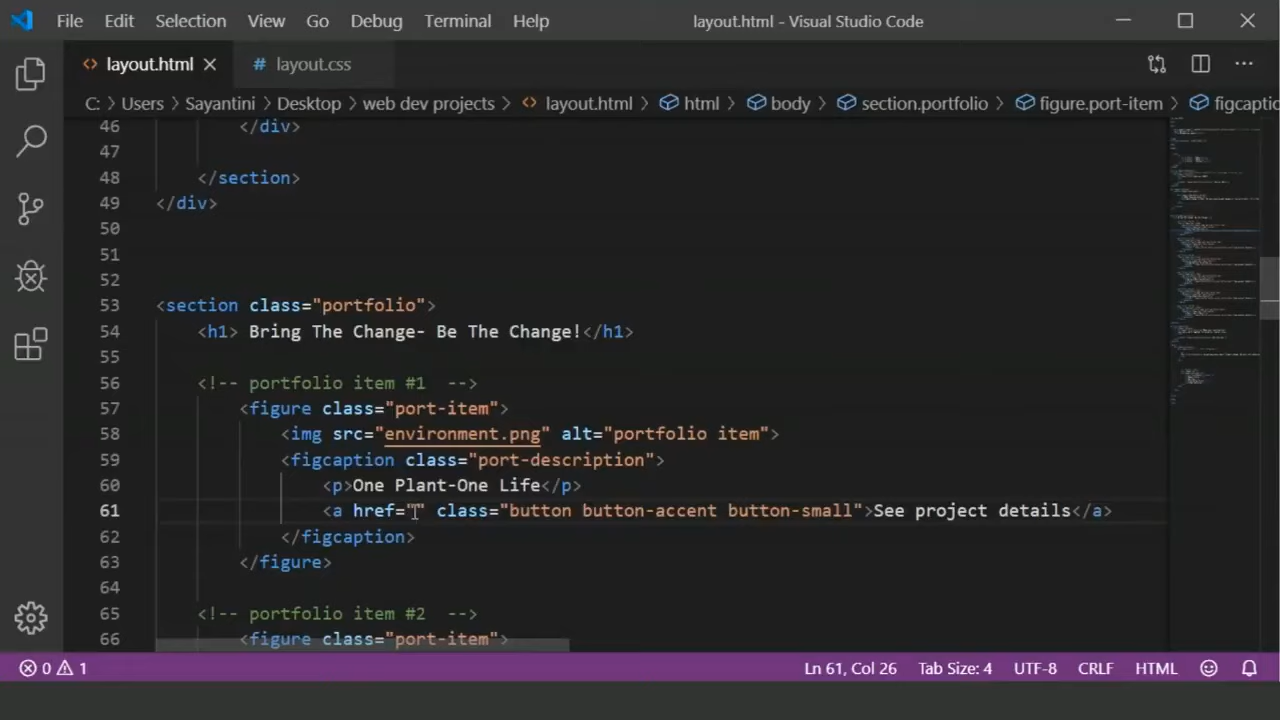 File Edit Selection View Go Debug Terminal Help layout.html - Visual Studio Code
layout.html # layout.css
C: > Users > Sayantini > Desktop > web dev projects > layout.html > html > body > section.portfolio > figure.port-item > figcaptio
46 </div>
47
48 </section>
49 </div>
50
51
52
53 <section class="portfolio">
54 <h1> Bring The Change- Be The Change!</h1>
55
56 <!-- portfolio item #1 -->
57 <figure class="port-item">
58 <img src="environment.png" alt="portfolio item">
59 <figcaption class="port-description">
60 <p>One Plant-One Life</p>
61 <a href="" class="button button-accent button-small">See project details</a>
62 </figcaption>
63 </figure>
64
65 <!-- portfolio item #2 -->
66 <figure class="port-item">
0 1 Ln 61, Col 26 Tab Size: 4 UTF-8 CRLF HTML